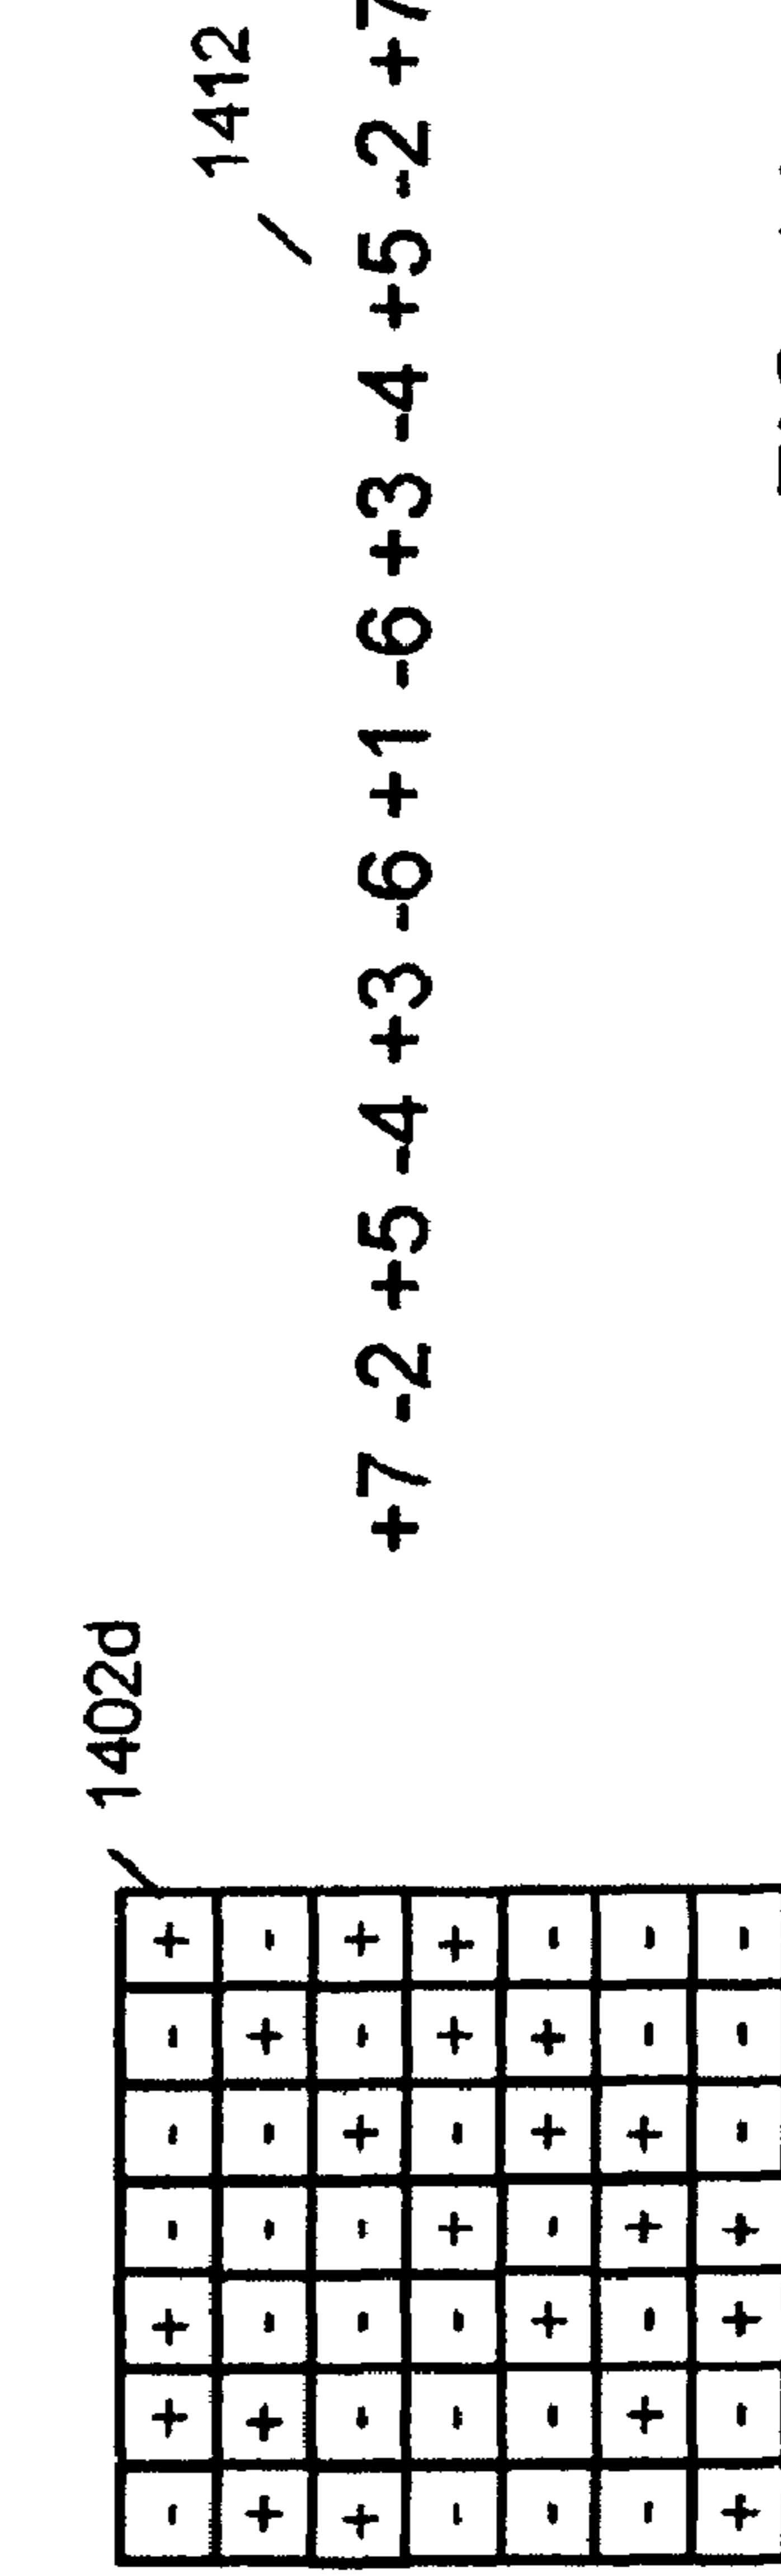 1402d
- + + - - - +
+ + - - - + -
+ - - - + - +
- - - + - + +
- - + - + + -
- + - + + - -
+ - + + - - -
1412
+7 -2 +5 -4 +3 -6 +1 -6 +3 -4 +5 -2 +7